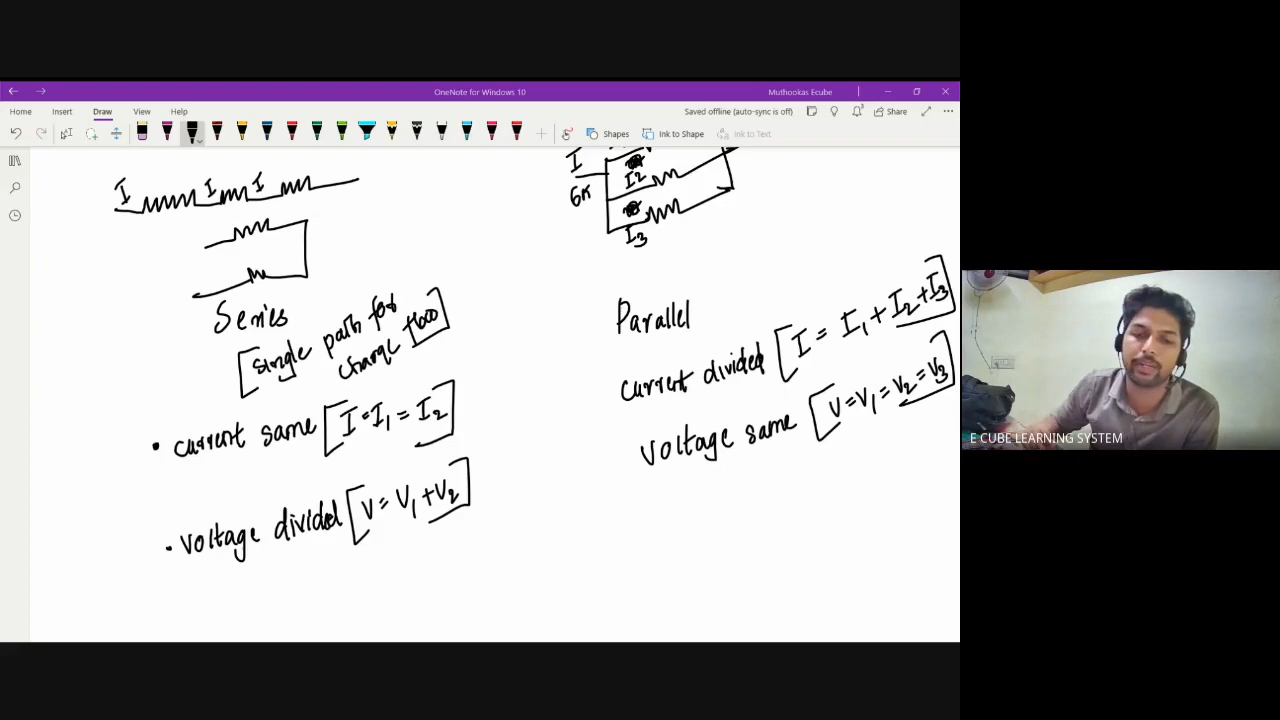 OneNote for Windows 10
Muthookas Ecube
Home Insert Draw View Help
Saved offline (auto-sync is off)
Share
Shapes
Ink to Shape
Ink to Text
I I I
I
I2
I3
Series
[single path for
charge flow]
• current same [I = I1 = I2]
• voltage divided [V = V1 + V2]
Parallel
current divided [I = I1 + I2 + I3]
voltage same [V = V1 = V2 = V3]
E CUBE LEARNING SYSTEM